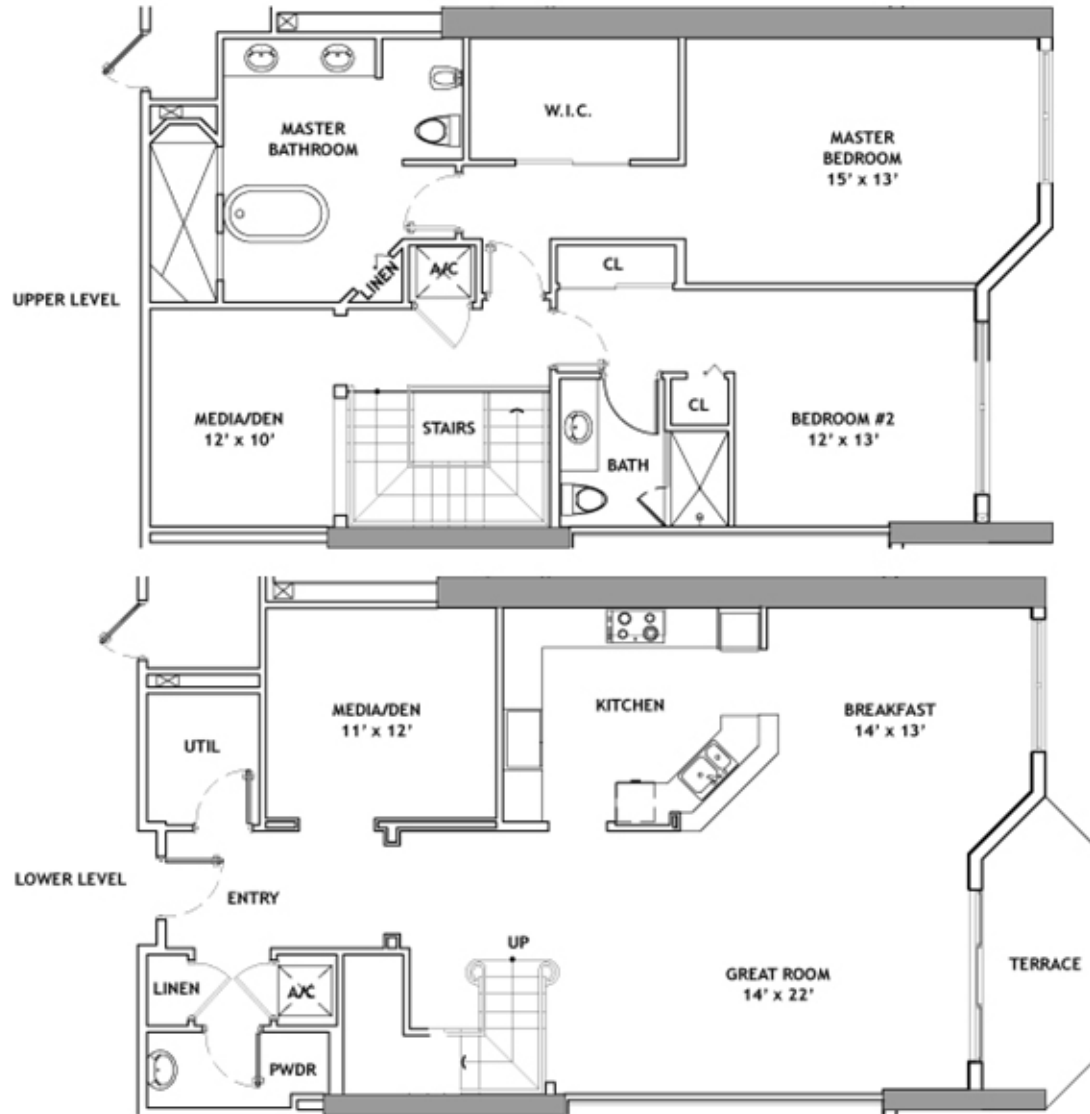 MASTER
BATHROOM
W.I.C.
MASTER
BEDROOM
15' x 13'
LINEN
A/C
CL
UPPER LEVEL
MEDIA/DEN
12' x 10'
STAIRS
CL
BATH
BEDROOM #2
12' x 13'
MEDIA/DEN
11' x 12'
KITCHEN
BREAKFAST
14' x 13'
UTIL
LOWER LEVEL
ENTRY
UP
LINEN
A/C
GREAT ROOM
14' x 22'
TERRACE
PWDR